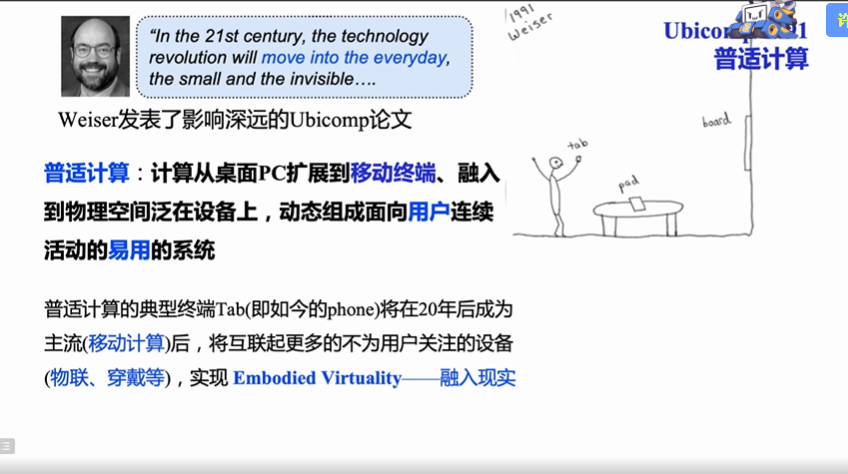 “In the 21st century, the technology
revolution will move into the everyday,
the small and the invisible….
Weiser发表了影响深远的Ubicomp论文
1991
Weiser
普适计算
tab
pad
board
普适计算：计算从桌面PC扩展到移动终端、融入
到物理空间泛在设备上，动态组成面向用户连续
活动的易用的系统
普适计算的典型终端Tab(即如今的phone)将在20年后成为
主流(移动计算)后，将互联起更多的不为用户关注的设备
(物联、穿戴等)，实现 Embodied Virtuality——融入现实